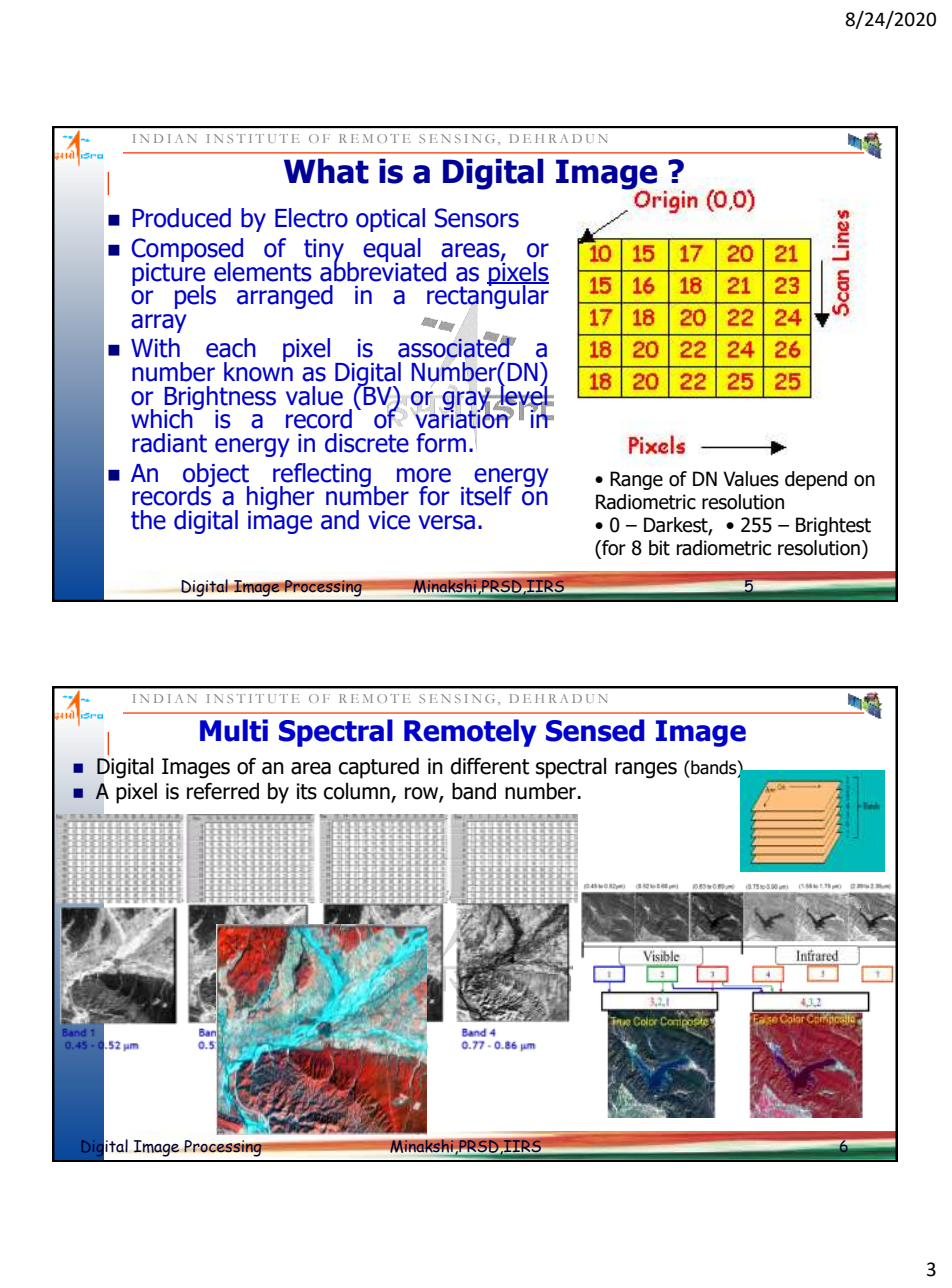 8/24/2020
INDIAN INSTITUTE OF REMOTE SENSING, DEHRADUN
What is a Digital Image ?
■ Produced by Electro optical Sensors
■ Composed of tiny equal areas, or
picture elements abbreviated as pixels
or pels arranged in a rectangular
array
■ With each pixel is associated a
number known as Digital Number(DN)
or Brightness value (BV) or gray level
which is a record of variation in
radiant energy in discrete form.
■ An object reflecting more energy
records a higher number for itself on
the digital image and vice versa.
Origin (0,0)
10 15 17 20 21
15 16 18 21 23
17 18 20 22 24
18 20 22 24 26
18 20 22 25 25
Scan Lines
Pixels
• Range of DN Values depend on
Radiometric resolution
• 0 – Darkest, • 255 – Brightest
(for 8 bit radiometric resolution)
Digital Image Processing Minakshi,PRSD,IIRS 5
INDIAN INSTITUTE OF REMOTE SENSING, DEHRADUN
Multi Spectral Remotely Sensed Image
■ Digital Images of an area captured in different spectral ranges (bands)
■ A pixel is referred by its column, row, band number.
Bands
Visible Infrared
1 2 3 4 5 7
3,2,1 4,3,2
True Color Composite False Color Composite
Band 1
0.45 - 0.52 µm
Band 4
0.77 - 0.86 µm
Digital Image Processing Minakshi,PRSD,IIRS 6
3